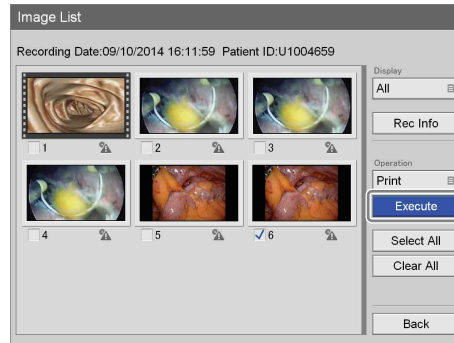 Image List
Recording Date:09/10/2014 16:11:59 Patient ID:U1004659
Display
All
Rec Info
1 2 3
Operation
Print
Execute
4 5 6
Select All
Clear All
Back